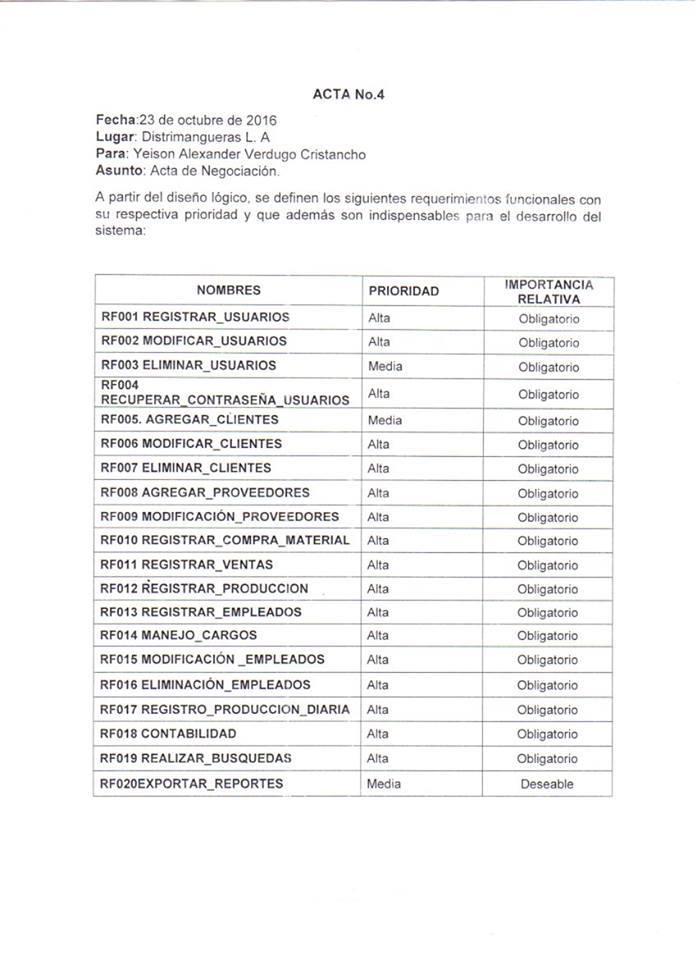 ACTA No.4
Fecha:23 de octubre de 2016
Lugar: Distrimangueras L. A
Para: Yeison Alexander Verdugo Cristancho
Asunto: Acta de Negociación.
A partir del diseño lógico, se definen los siguientes requerimientos funcionales con
su respectiva prioridad y que además son indispensables para el desarrollo del
sistema:
NOMBRES PRIORIDAD IMPORTANCIA
RELATIVA
RF001 REGISTRAR_USUARIOS Alta Obligatorio
RF002 MODIFICAR_USUARIOS Alta Obligatorio
RF003 ELIMINAR_USUARIOS Media Obligatorio
RF004
RECUPERAR_CONTRASEÑA_USUARIOS Alta Obligatorio
RF005. AGREGAR_CLIENTES Media Obligatorio
RF006 MODIFICAR_CLIENTES Alta Obligatorio
RF007 ELIMINAR_CLIENTES Alta Obligatorio
RF008 AGREGAR_PROVEEDORES Alta Obligatorio
RF009 MODIFICACIÓN_PROVEEDORES Alta Obligatorio
RF010 REGISTRAR_COMPRA_MATERIAL Alta Obligatorio
RF011 REGISTRAR_VENTAS Alta Obligatorio
RF012 REGISTRAR_PRODUCCION Alta Obligatorio
RF013 REGISTRAR_EMPLEADOS Alta Obligatorio
RF014 MANEJO_CARGOS Alta Obligatorio
RF015 MODIFICACIÓN _EMPLEADOS Alta Obligatorio
RF016 ELIMINACIÓN_EMPLEADOS Alta Obligatorio
RF017 REGISTRO_PRODUCCION_DIARIA Alta Obligatorio
RF018 CONTABILIDAD Alta Obligatorio
RF019 REALIZAR_BUSQUEDAS Alta Obligatorio
RF020EXPORTAR_REPORTES Media Deseable